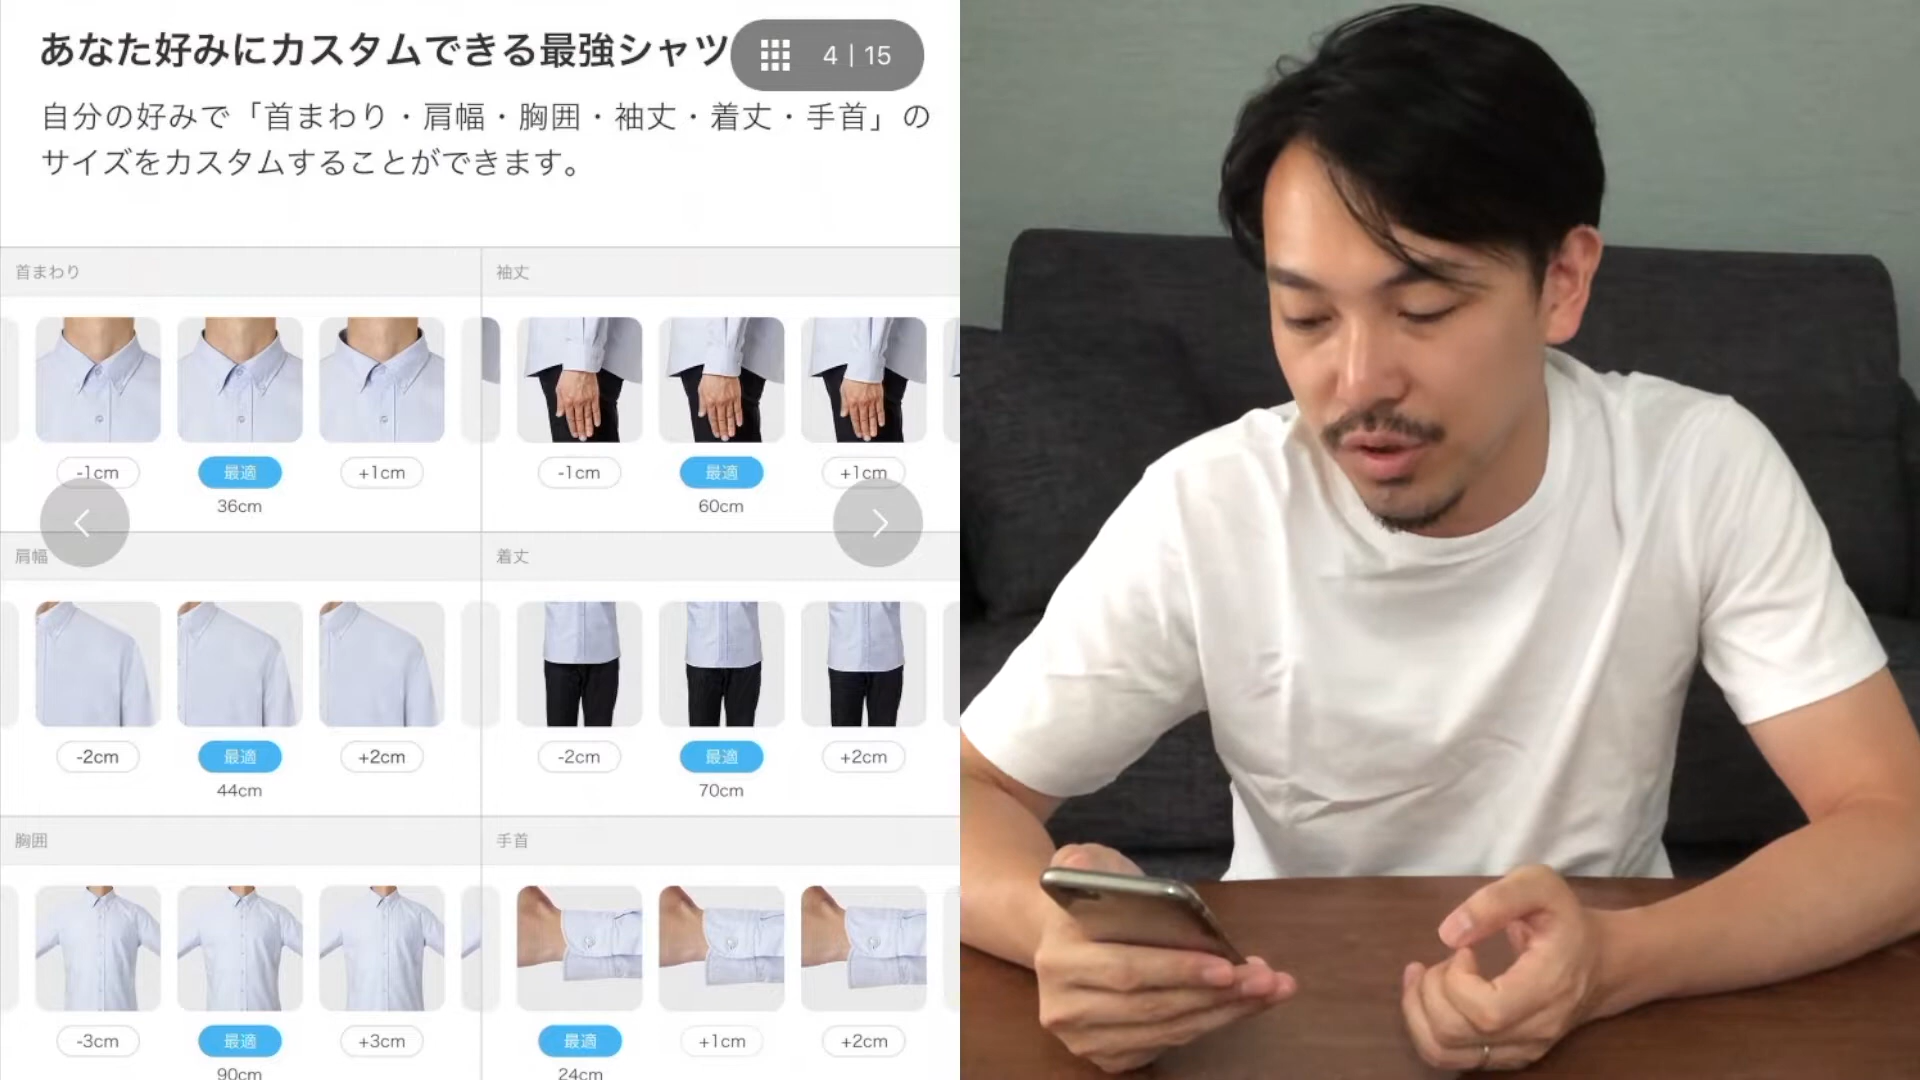 あなた好みにカスタムできる最強シャツ
4 | 15
自分の好みで「首まわり・肩幅・胸囲・袖丈・着丈・手首」の
サイズをカスタムすることができます。
首まわり
-1cm
最適
+1cm
36cm
袖丈
-1cm
最適
+1cm
60cm
肩幅
-2cm
最適
+2cm
44cm
着丈
-2cm
最適
+2cm
70cm
胸囲
-3cm
最適
+3cm
90cm
手首
最適
+1cm
+2cm
24cm